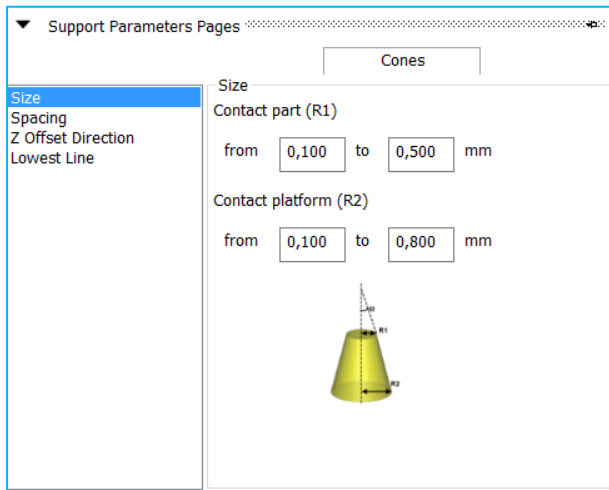 Support Parameters Pages
Cones
Size
Spacing
Z Offset Direction
Lowest Line
Size
Contact part (R1)
from 0,100 to 0,500 mm
Contact platform (R2)
from 0,100 to 0,800 mm
R1
R2